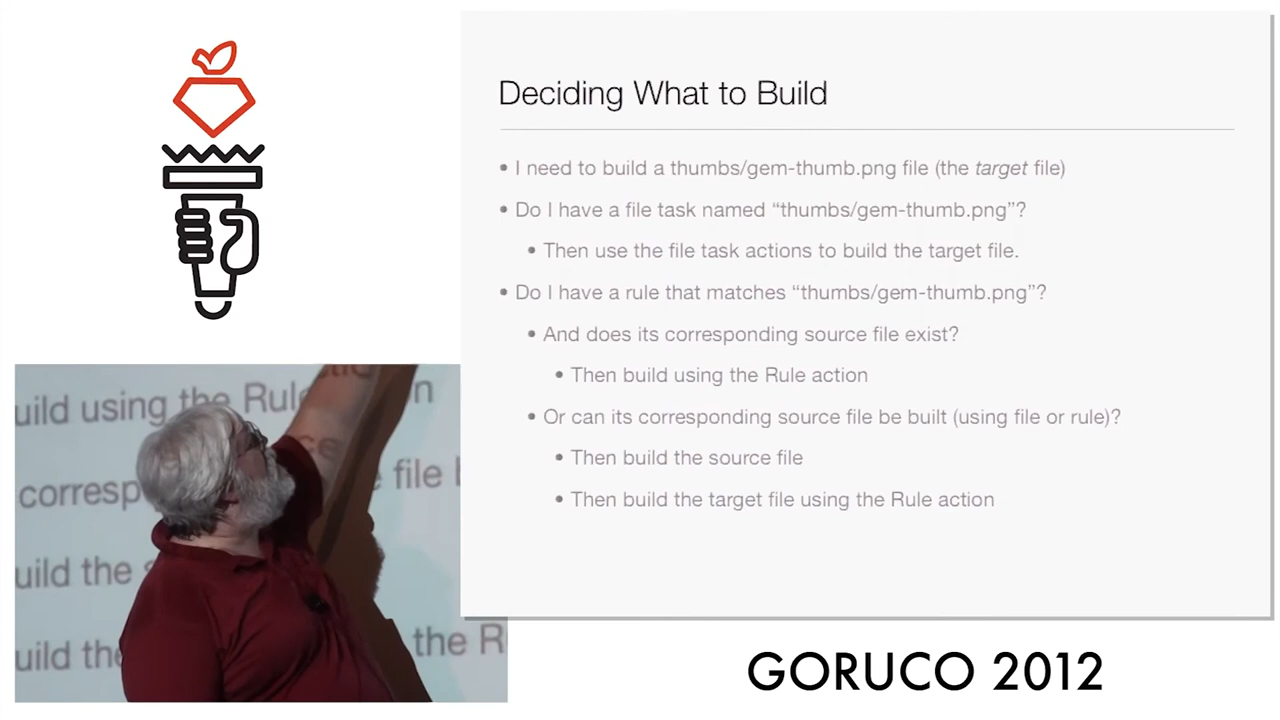 Deciding What to Build
• I need to build a thumbs/gem-thumb.png file (the target file)
• Do I have a file task named “thumbs/gem-thumb.png”?
• Then use the file task actions to build the target file.
• Do I have a rule that matches “thumbs/gem-thumb.png”?
• And does its corresponding source file exist?
• Then build using the Rule action
• Or can its corresponding source file be built (using file or rule)?
• Then build the source file
• Then build the target file using the Rule action
uild using the Rule
corresp file b
uild the
uild the the R
GORUCO 2012